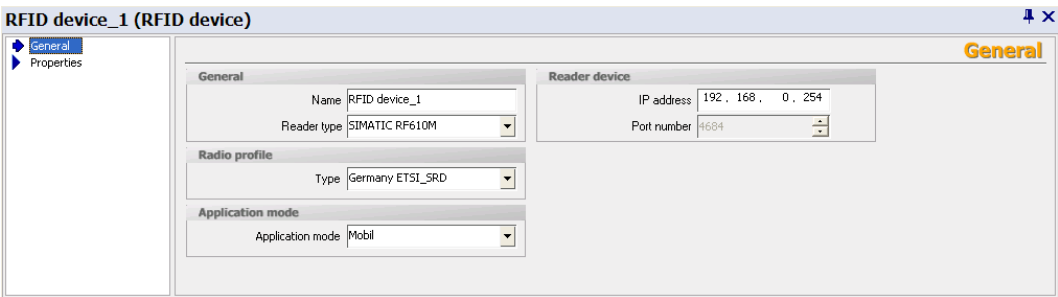 RFID device_1 (RFID device)
General
Properties
General
General
Name RFID device_1
Reader type SIMATIC RF610M
Radio profile
Type Germany ETSI_SRD
Application mode
Application mode Mobil
Reader device
IP address 192 . 168 . 0 . 254
Port number 4684